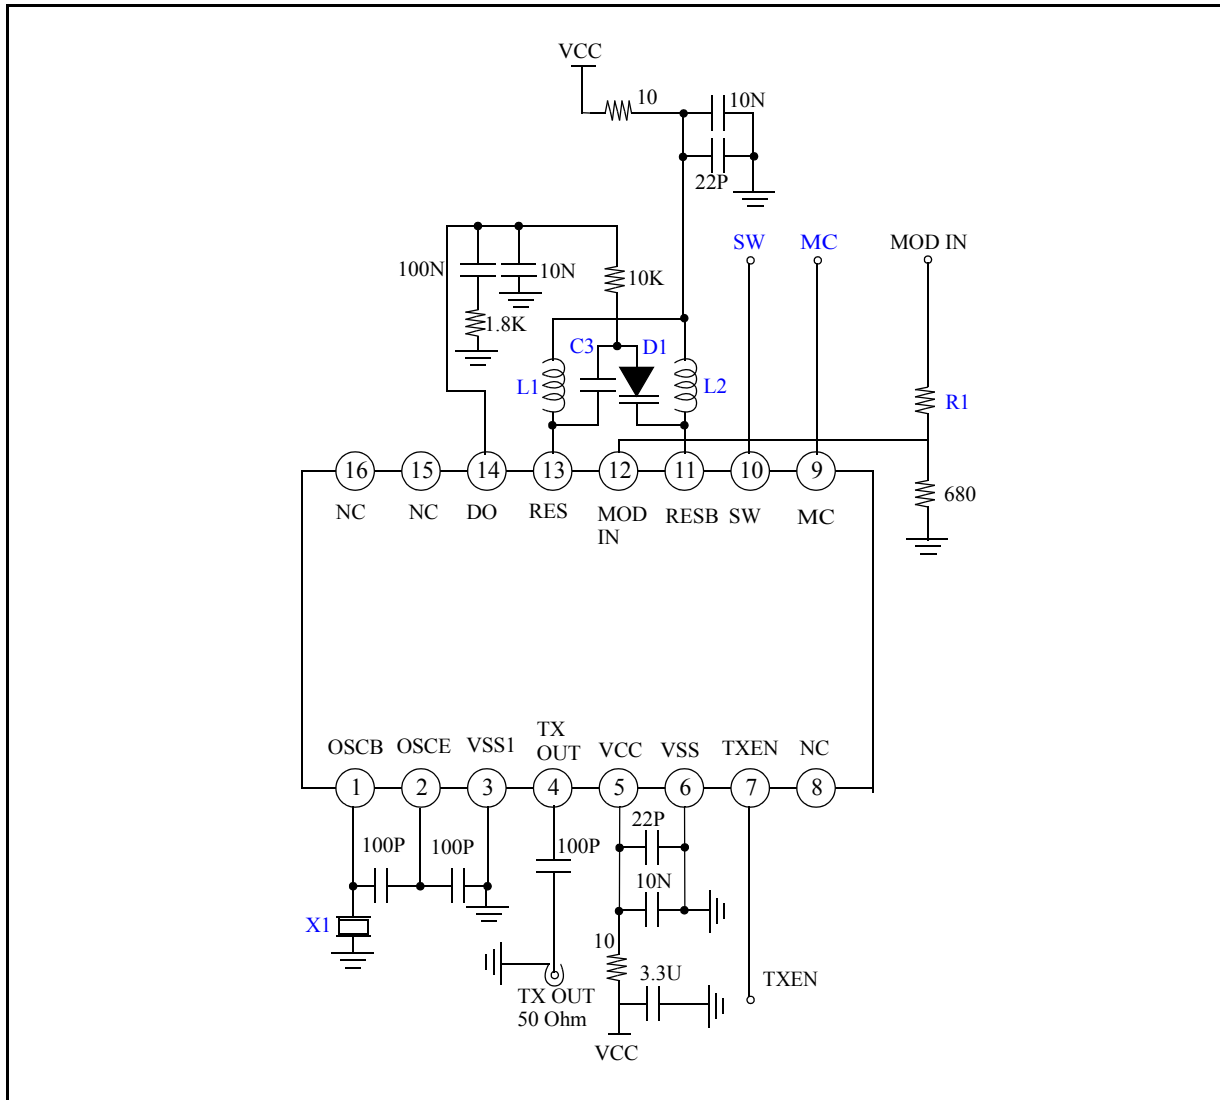 VCC
10
10N
22P
SW
MC
MOD IN
100N
10N
10K
1.8K
C3
D1
L1
L2
R1
16
15
14
13
12
11
10
9
680
NC
NC
DO
RES
MOD
IN
RESB
SW
MC
OSCB
OSCE
VSS1
TX
OUT
VCC
VSS
TXEN
NC
1
2
3
4
5
6
7
8
100P
100P
100P
22P
10N
X1
10
3.3U
TX OUT
50 Ohm
TXEN
VCC